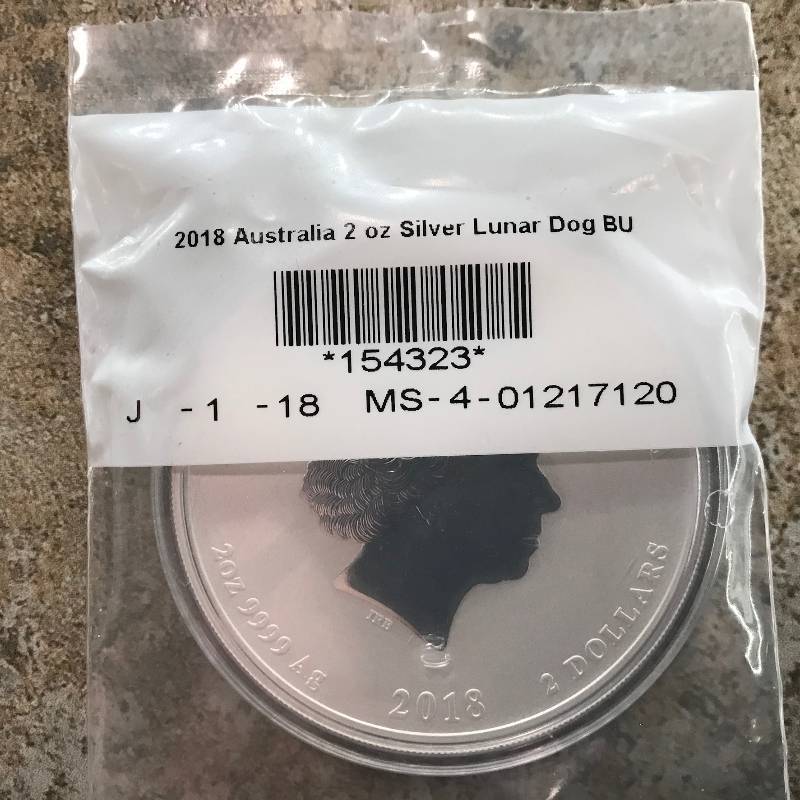 2018 Australia 2 oz Silver Lunar Dog BU
*154323*
J -1 -18 MS-4-01217120
2OZ 9999 AG
IRB
2018
2 DOLLARS